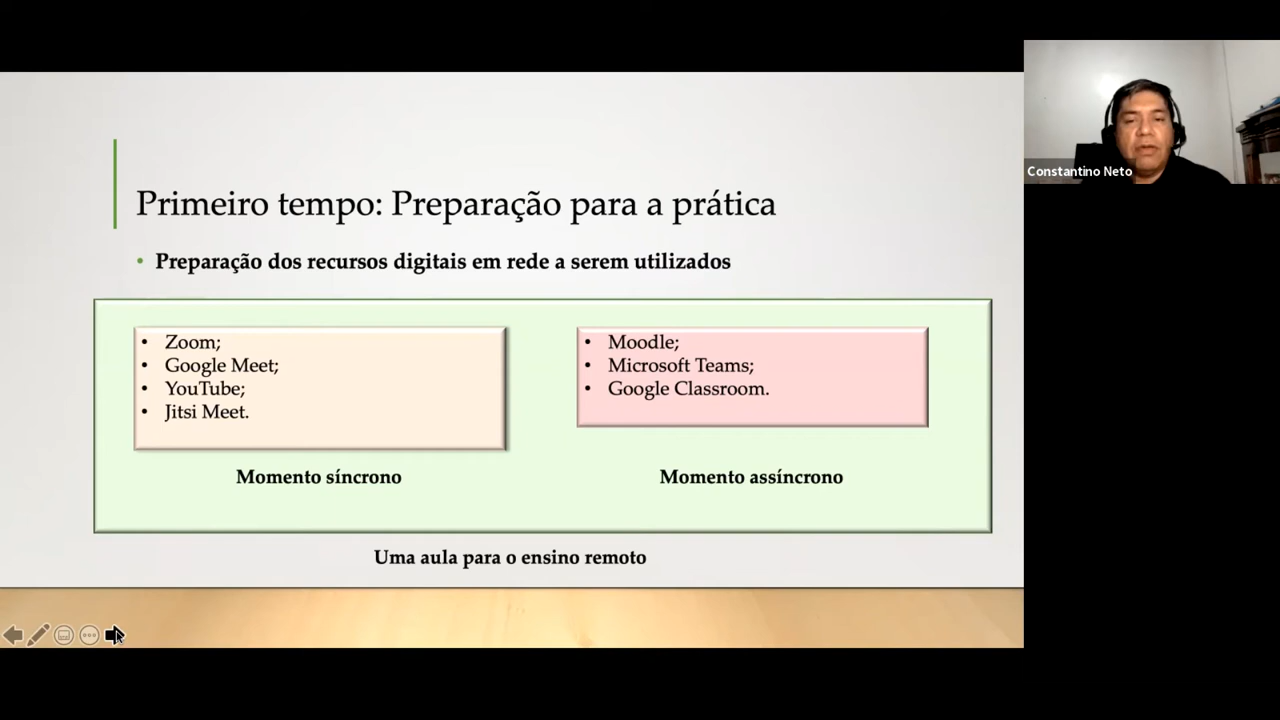 Primeiro tempo: Preparação para a prática
• Preparação dos recursos digitais em rede a serem utilizados
• Zoom;
• Google Meet;
• YouTube;
• Jitsi Meet.
Momento síncrono
• Moodle;
• Microsoft Teams;
• Google Classroom.
Momento assíncrono
Uma aula para o ensino remoto
Constantino Neto